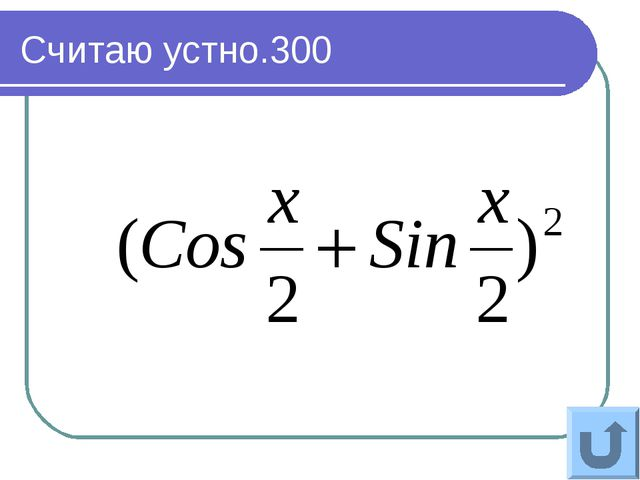 Считаю устно.300
(Cos x/2 + Sin x/2)²